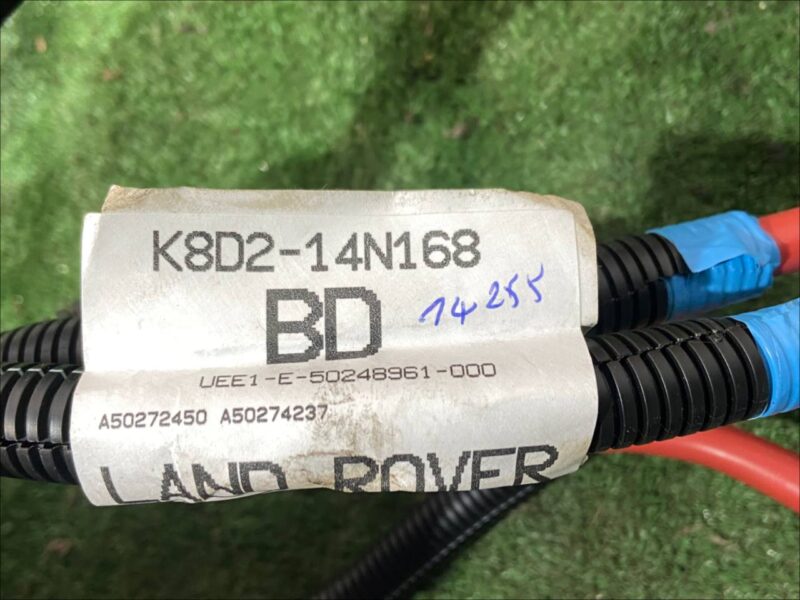 K8D2-14N168
BD
14255
UEE1-E-50248961-000
A50272450 A50274237
LAND ROVER